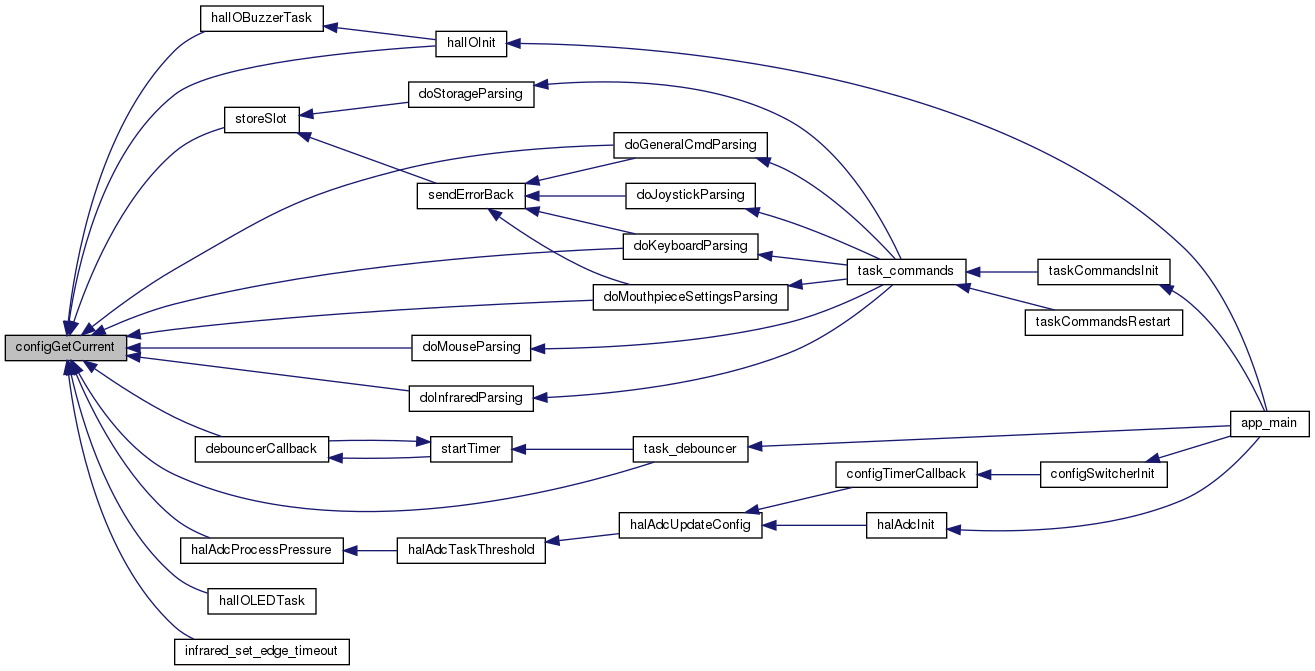 halIOBuzzerTask
halIOInit
doStorageParsing
storeSlot
doGeneralCmdParsing
sendErrorBack
doJoystickParsing
doKeyboardParsing
task_commands
taskCommandsInit
doMouthpieceSettingsParsing
taskCommandsRestart
configGetCurrent
doMouseParsing
doInfraredParsing
app_main
debouncerCallback
startTimer
task_debouncer
configTimerCallback
configSwitcherInit
halAdcUpdateConfig
halAdcInit
halAdcProcessPressure
halAdcTaskThreshold
halIOLEDTask
infrared_set_edge_timeout